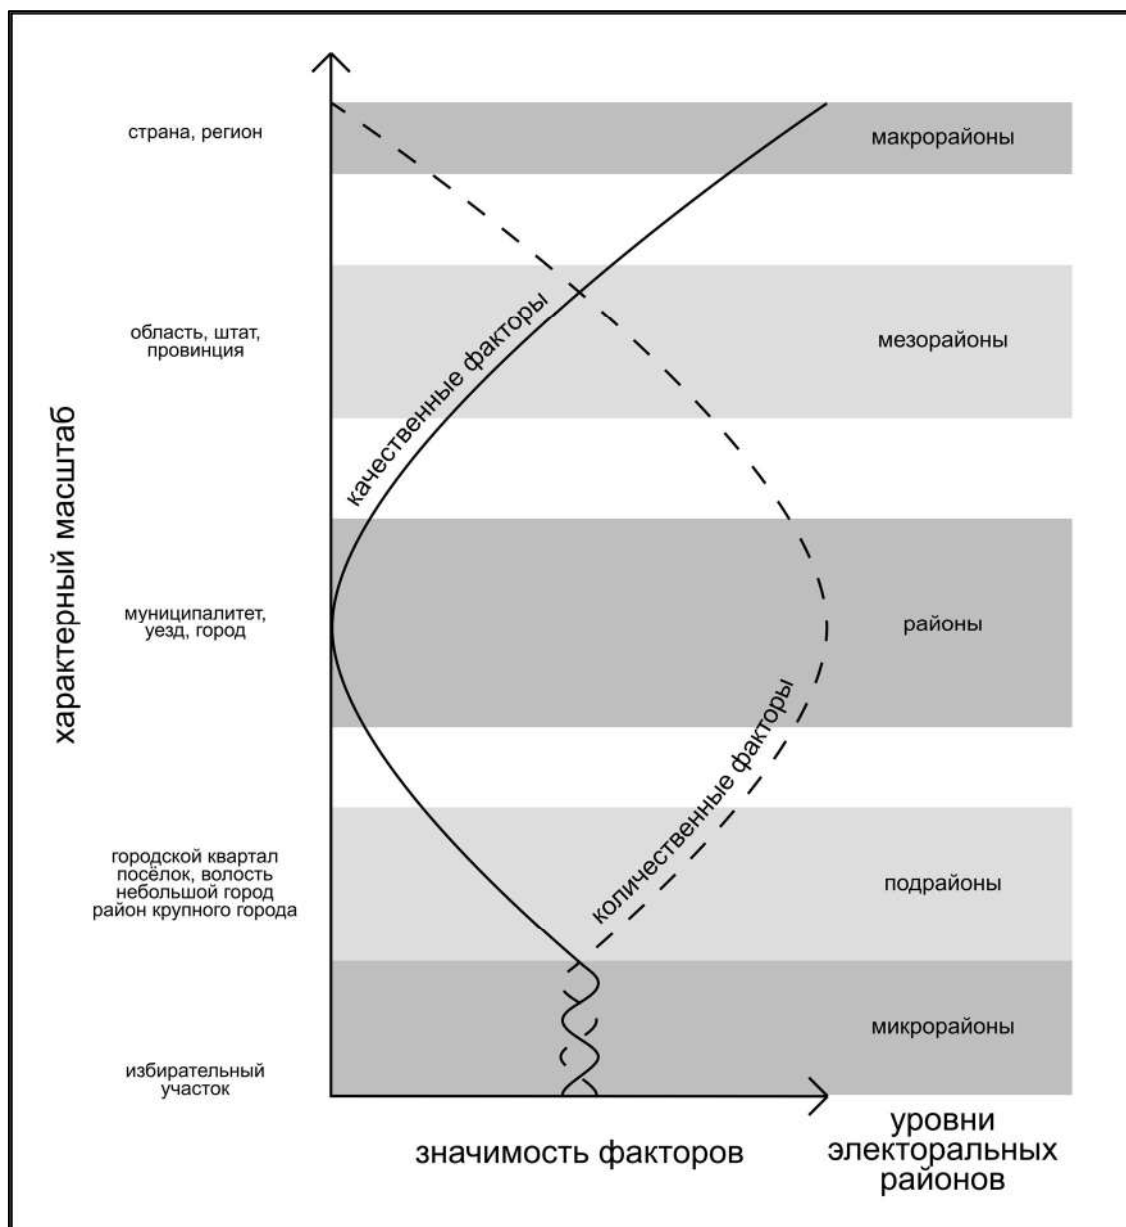 страна, регион
макрорайоны
область, штат,
провинция
мезорайоны
качественные факторы
характерный масштаб
муниципалитет,
уезд, город
районы
количественные факторы
городской квартал
посёлок, волость
небольшой город
район крупного города
подрайоны
микрорайоны
избирательный
участок
значимость факторов
уровни
электоральных
районов